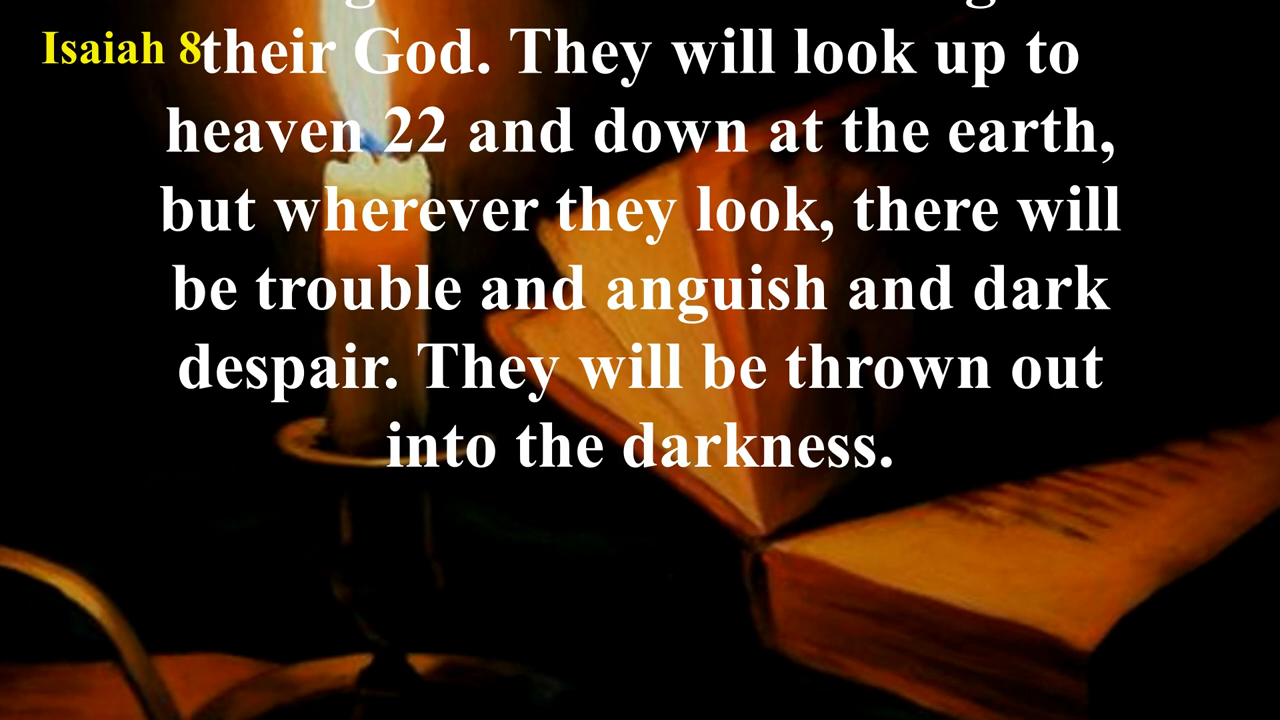 Isaiah 8
their God. They will look up to
heaven 22 and down at the earth,
but wherever they look, there will
be trouble and anguish and dark
despair. They will be thrown out
into the darkness.